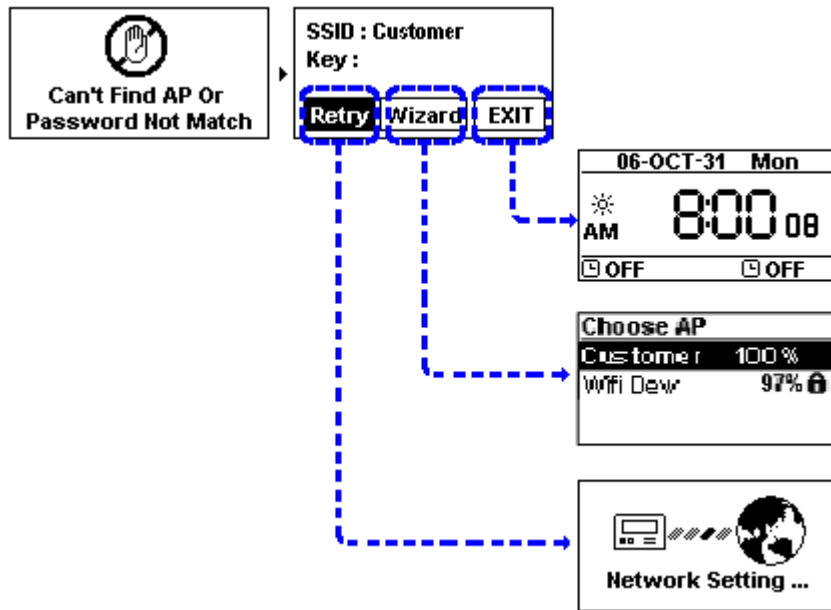 Can't Find AP Or
Password Not Match
SSID : Customer
Key :
Retry Wizard EXIT
06-OCT-31 Mon
AM 8:00 08
OFF OFF
Choose AP
Customer 100%
Wifi Dew 97%
Network Setting ...